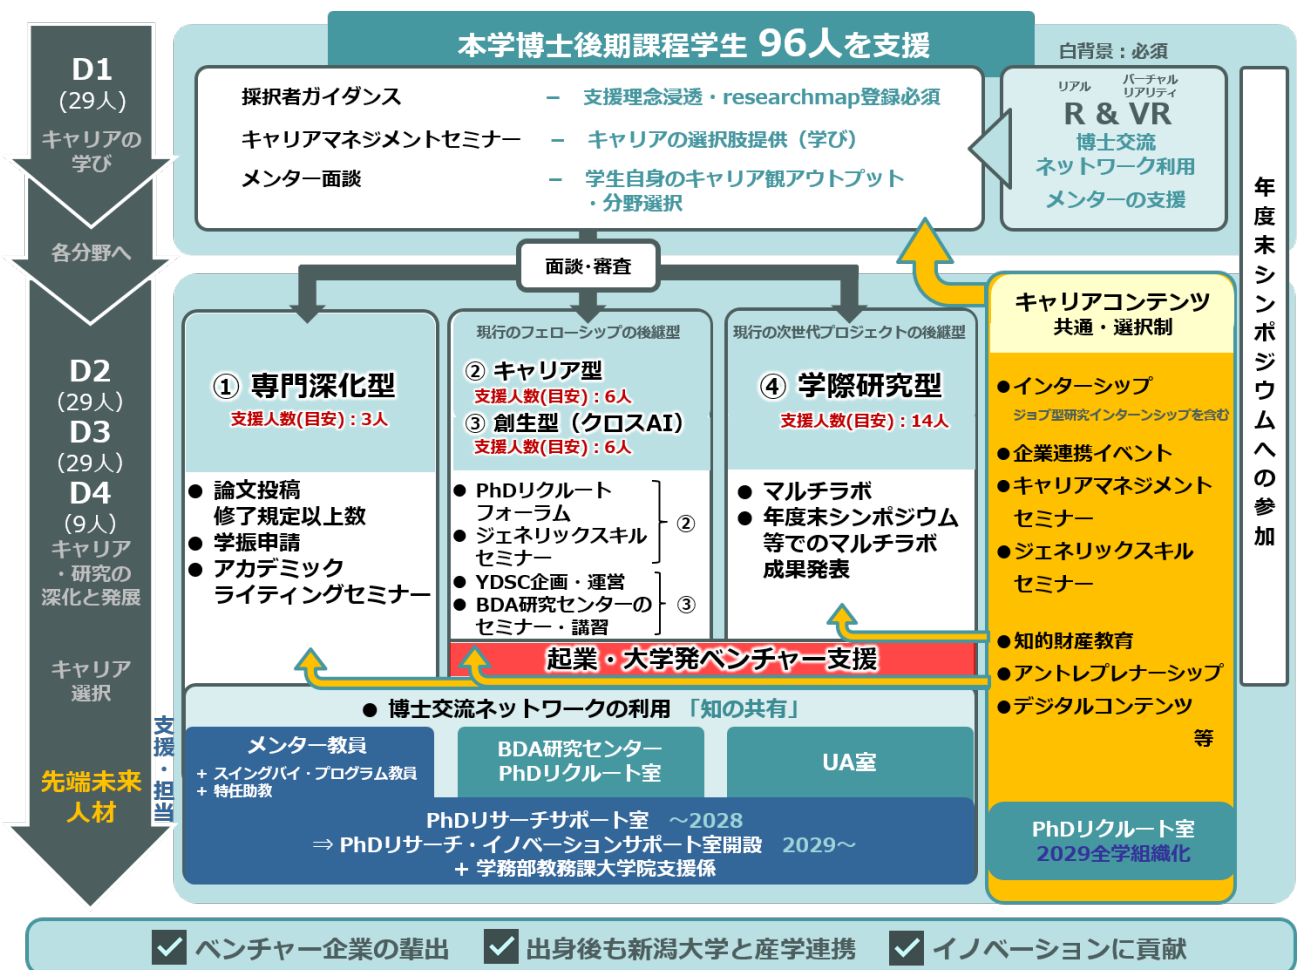 本学博士後期課程学生 96人を支援
D1
(29人)
キャリアの
学び
各分野へ
D2
(29人)
D3
(29人)
D4
(9人)
キャリア
・研究の
深化と発展
キャリア
選択
先端未来
人材
採択者ガイダンス － 支援理念浸透・researchmap登録必須
キャリアマネジメントセミナー － キャリアの選択肢提供（学び）
メンター面談 － 学生自身のキャリア観アウトプット
・分野選択
白背景：必須
リアル バーチャル
リアリティ
R & VR
博士交流
ネットワーク利用
メンターの支援
年度末シンポジウムへの参加
面談・審査
① 専門深化型
支援人数(目安)：3人
● 論文投稿
修了規定以上数
● 学振申請
● アカデミック
ライティングセミナー
現行のフェローシップの後継型
② キャリア型
支援人数(目安)：6人
③ 創生型（クロスAI）
支援人数(目安)：6人
● PhDリクルート
フォーラム
● ジェネリックスキル
セミナー
②
● YDSC企画・運営
● BDA研究センターの
セミナー・講習
③
現行の次世代プロジェクトの後継型
④ 学際研究型
支援人数(目安)：14人
● マルチラボ
● 年度末シンポジウム
等でのマルチラボ
成果発表
起業・大学発ベンチャー支援
キャリアコンテンツ
共通・選択制
●インターシップ
ジョブ型研究インターンシップを含む
●企業連携イベント
●キャリアマネジメント
セミナー
●ジェネリックスキル
セミナー
●知的財産教育
●アントレプレナーシップ
●デジタルコンテンツ
等
PhDリクルート室
2029全学組織化
支援・担当
● 博士交流ネットワークの利用 「知の共有」
メンター教員
+ スイングバイ・プログラム教員
+ 特任助教
BDA研究センター
PhDリクルート室
UA室
PhDリサーチサポート室 ～2028
⇒ PhDリサーチ・イノベーションサポート室開設 2029～
+ 学務部教務課大学院支援係
ベンチャー企業の輩出
出身後も新潟大学と産学連携
イノベーションに貢献